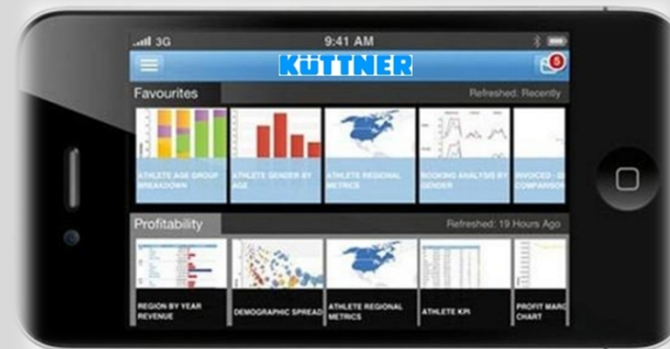 3G 9:41 AM
KÜTTNER
5
Favourites Refreshed: Recently
ATHLETE AGE GROUP BREAKDOWN
ATHLETE GENDER BY AGE
ATHLETE REGIONAL METRICS
BOOKING ANALYSIS BY GENDER
INVOICED -
COMPARISO
Profitability Refreshed: 19 Hours Ago
REGION BY YEAR REVENUE
DEMOGRAPHIC SPREAD
ATHLETE REGIONAL METRICS
ATHLETE KPI
PROFIT MARG
CHART